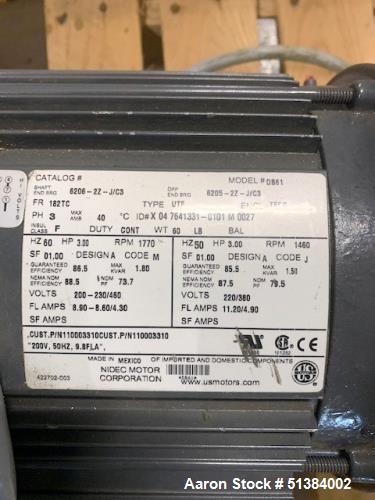 HI VOLTS
CATALOG # MODEL # DB61
SHAFT END BRG 6206-2Z-J/C3 OPP END BRG 6205-2Z-J/C3
FR 182TC TYPE UTF ENCL TEFC
PH 3 MAX AMB 40 °C ID# X 04 7641331-0101 M 0027
INSUL CLASS F DUTY CONT WT 60 LB BAL
HZ 60 HP 3.00 RPM 1770 HZ 50 HP 3.00 RPM 1460
SF 01.00 DESIGN A CODE M SF 01.00 DESIGN A CODE J
GUARANTEED EFFICIENCY 86.5 MAX KVAR 1.80 GUARANTEED EFFICIENCY 85.5 MAX KVAR
NEMA NOM EFFICIENCY 88.5 PF 73.7 NEMA NOM EFFICIENCY 87.5 PF 79.5
VOLTS 200-230/460 VOLTS 220/380
FL AMPS 8.90-8.60/4.30 FL AMPS 11.20/4.90
SF AMPS SF AMPS
.CUST.P/N110003310CUST.P/N110003310
"200V, 50HZ, 9.8FLA",
MADE IN MEXICO OF IMPORTED AND DOMESTIC COMPONENTS
NIDEC MOTOR CORPORATION
www.usmotors.com
422702-003
Aaron Stock # 51384002